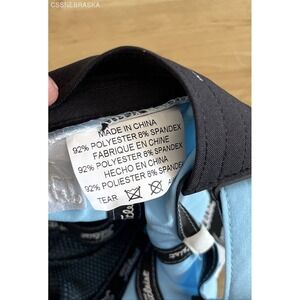 CSSNEBRASKA
MADE IN CHINA
92% POLYESTER 8% SPANDEX
FABRIQUE EN CHINE
92% POLYESTER 8% SPANDEX
HECHO EN CHINA
92% POLIESTER 8% SPANDEX
TEAR